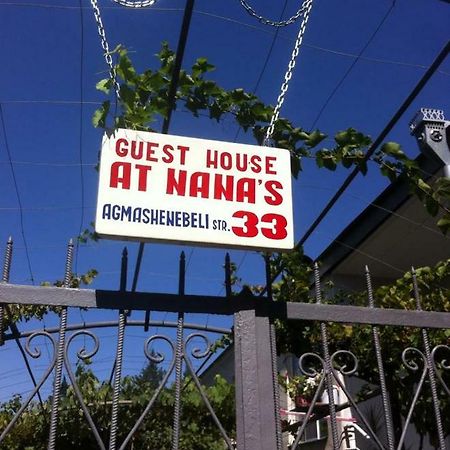 GUEST HOUSE
AT NANA'S
AGMASHENEBELI STR. 33